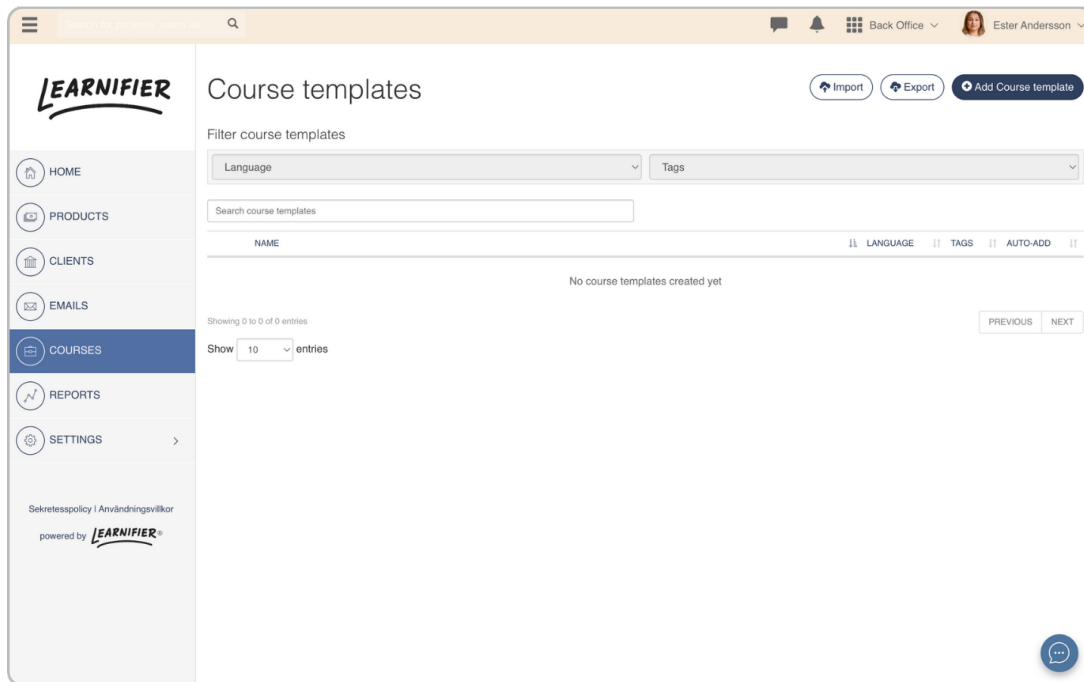 Back Office
Ester Andersson
LEARNIFIER
Course templates
Import
Export
Add Course template
Filter course templates
Language
Tags
Search course templates
NAME
LANGUAGE
TAGS
AUTO-ADD
No course templates created yet
Showing 0 to 0 of 0 entries
PREVIOUS
NEXT
Show 10 entries
HOME
PRODUCTS
CLIENTS
EMAILS
COURSES
REPORTS
SETTINGS
Sekretesspolicy | Användningsvillkor
powered by LEARNIFIER®